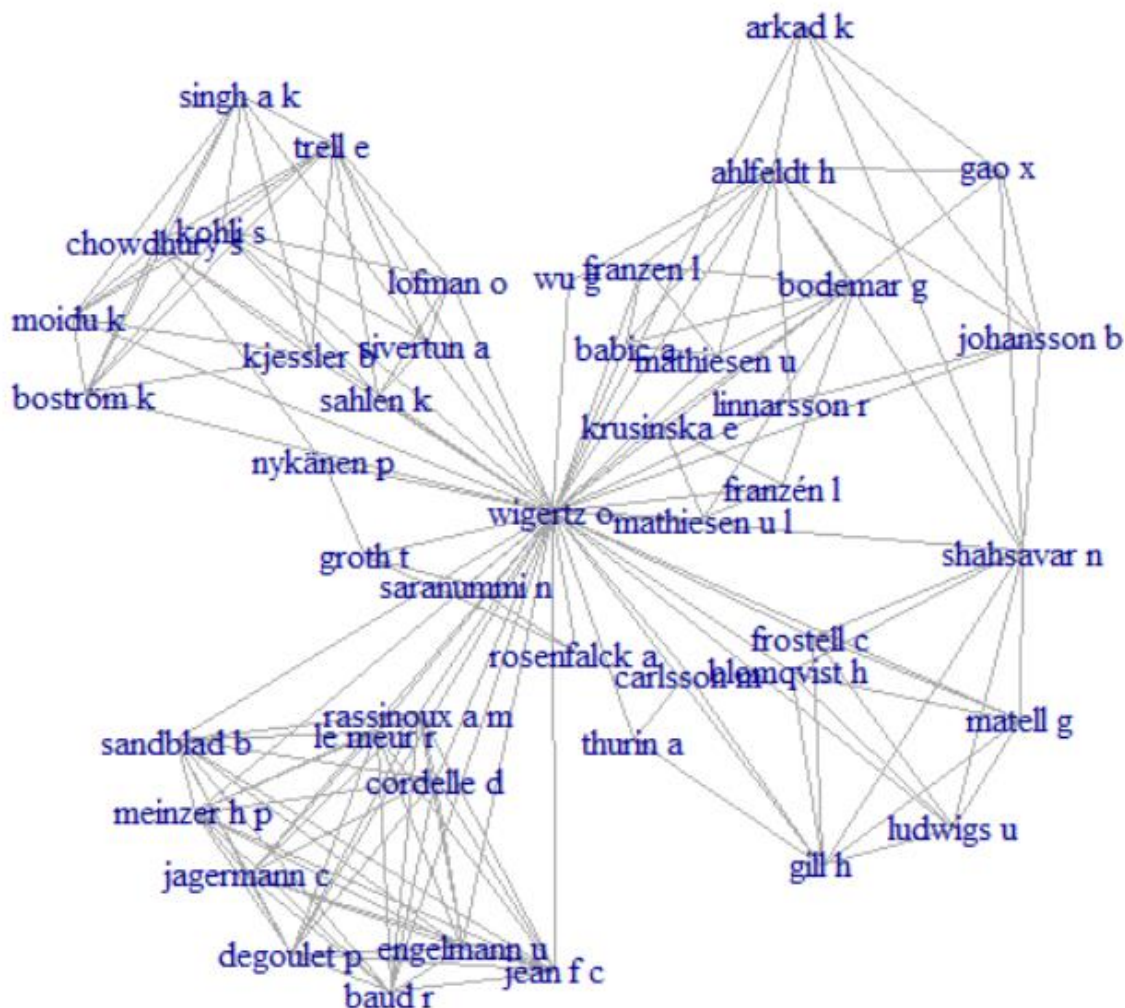 arkad k
singh a k
trell e
ahlfeldt h
gao x
kohli s
chowdhury s
wu g
franzen l
lofman o
bodemar g
moidu k
kjessler b
sivertun a
babic a
mathiesen u
johansson b
boström k
sahlen k
linnarsson r
krusinska e
nykänen p
franzén l
wigertz o
mathiesen u l
groth t
shahsavar n
saranummi n
frostell c
rosenfalck a
carlsson m
blomqvist h
rassinoux a m
sandblad b
le meur r
thurin a
matell g
cordelle d
meinzer h p
ludwigs u
jagermann c
gill h
degoulet p
engelmann u
jean f c
baud r